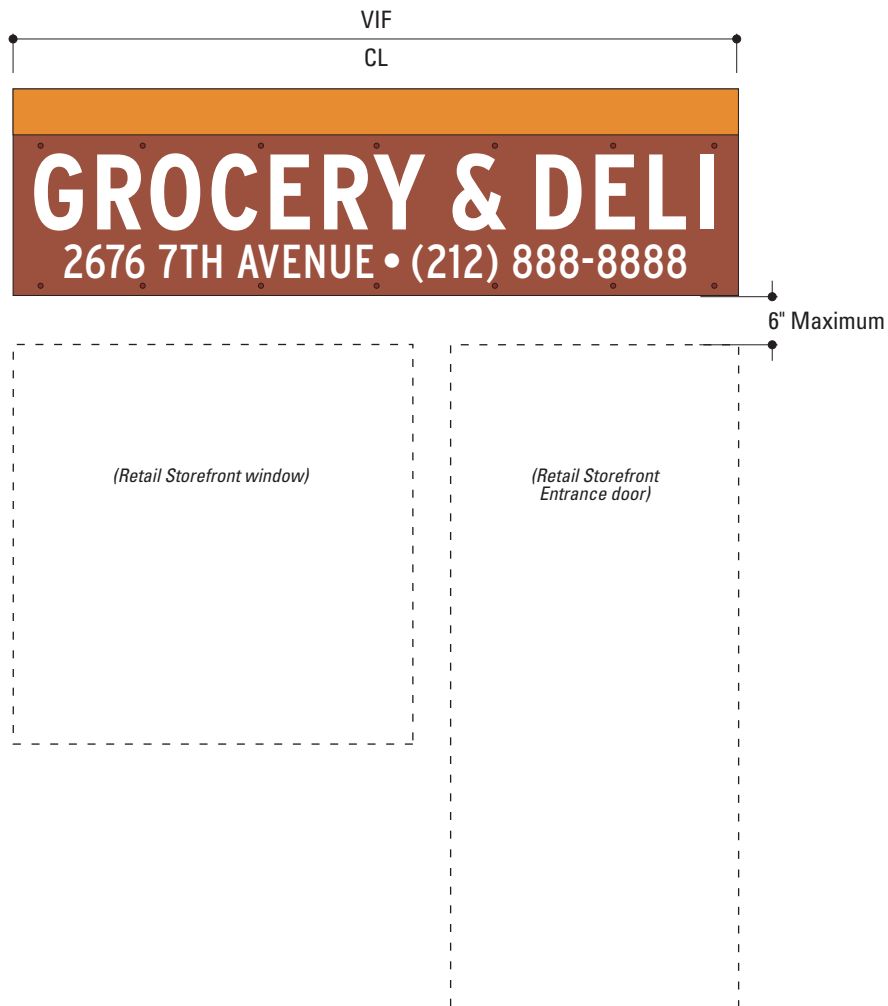 VIF
CL
GROCERY & DELI
2676 7TH AVENUE • (212) 888-8888
6" Maximum
(Retail Storefront window)
(Retail Storefront
Entrance door)